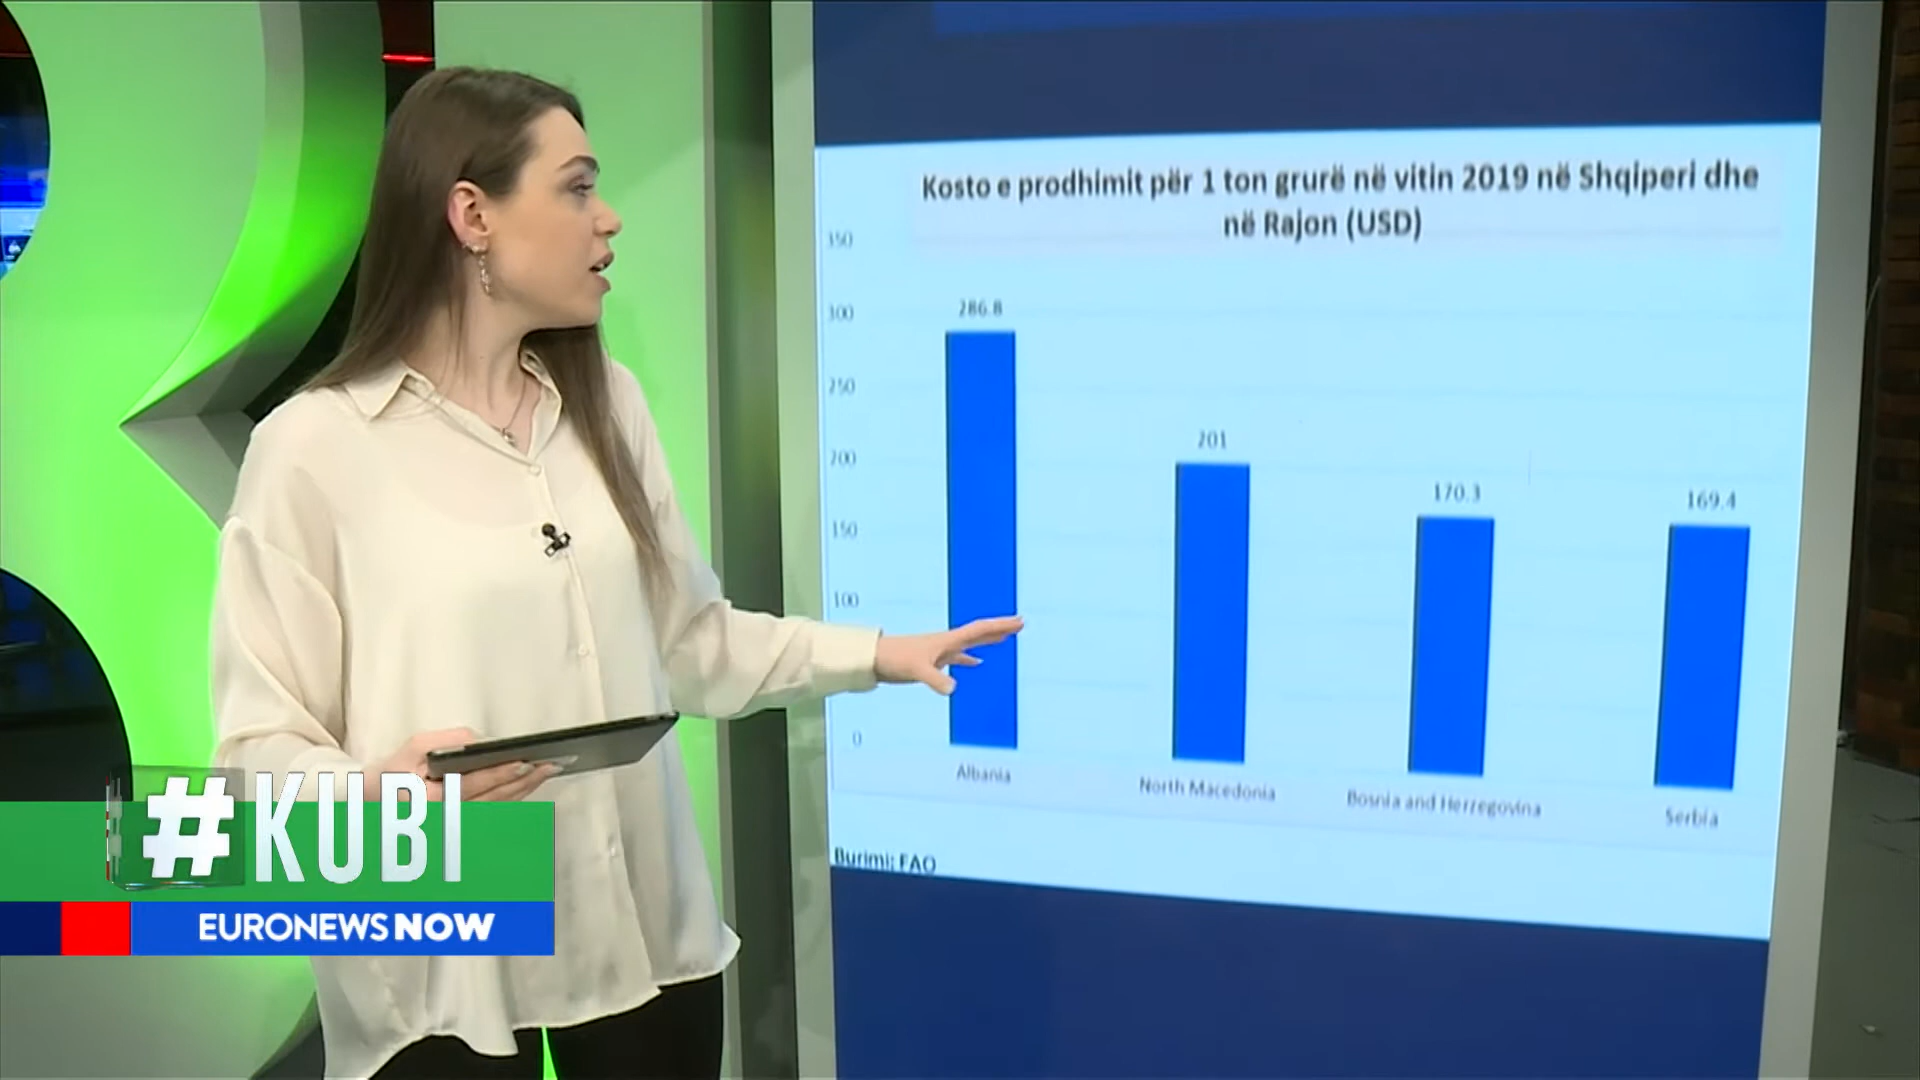 Kosto e prodhimit për 1 ton grurë në vitin 2019 në Shqiperi dhe
në Rajon (USD)
350
300
250
200
150
100
0
286.8
201
170.3
169.4
Albania
North Macedonia
Bosnia and Herzegovina
Serbia
Burimi: FAO
#KUBI
EURONEWS NOW